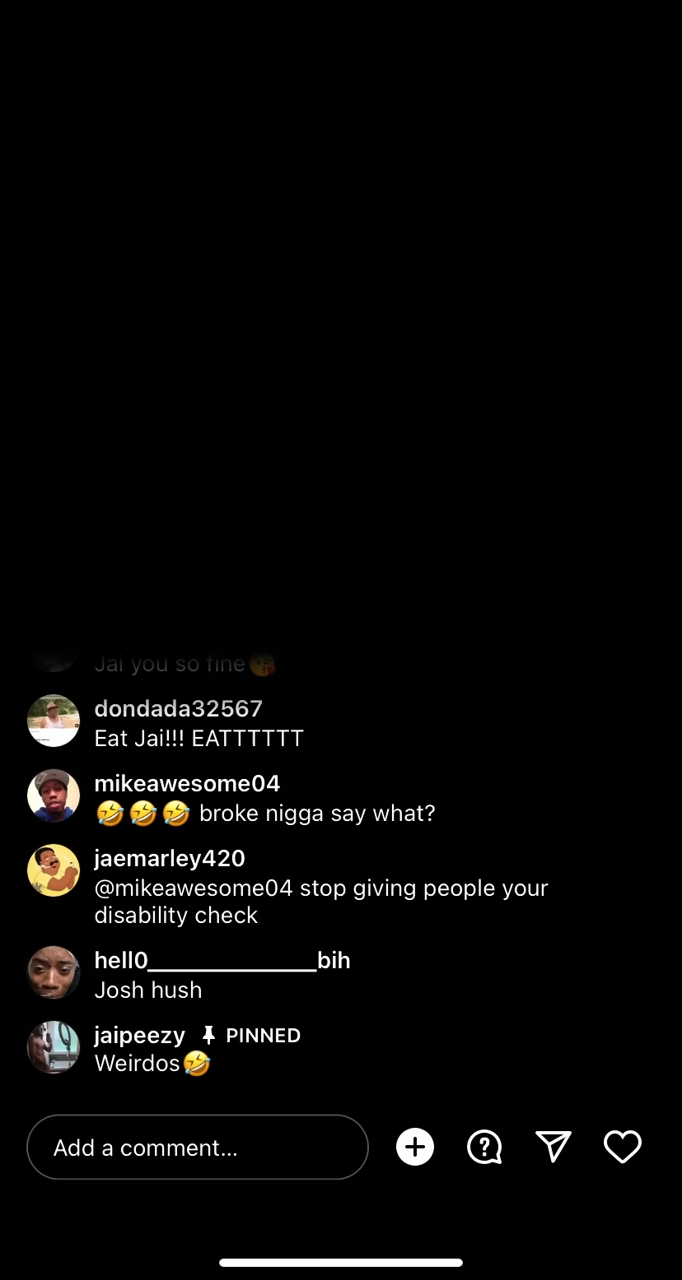 Jai you so fine😘
dondada32567
Eat Jai!!! EATTTTTT
mikeawesome04
🤣🤣🤣 broke nigga say what?
jaemarley420
@mikeawesome04 stop giving people your
disability check
hell0______________bih
Josh hush
jaipeezy PINNED
Weirdos🤣
Add a comment...